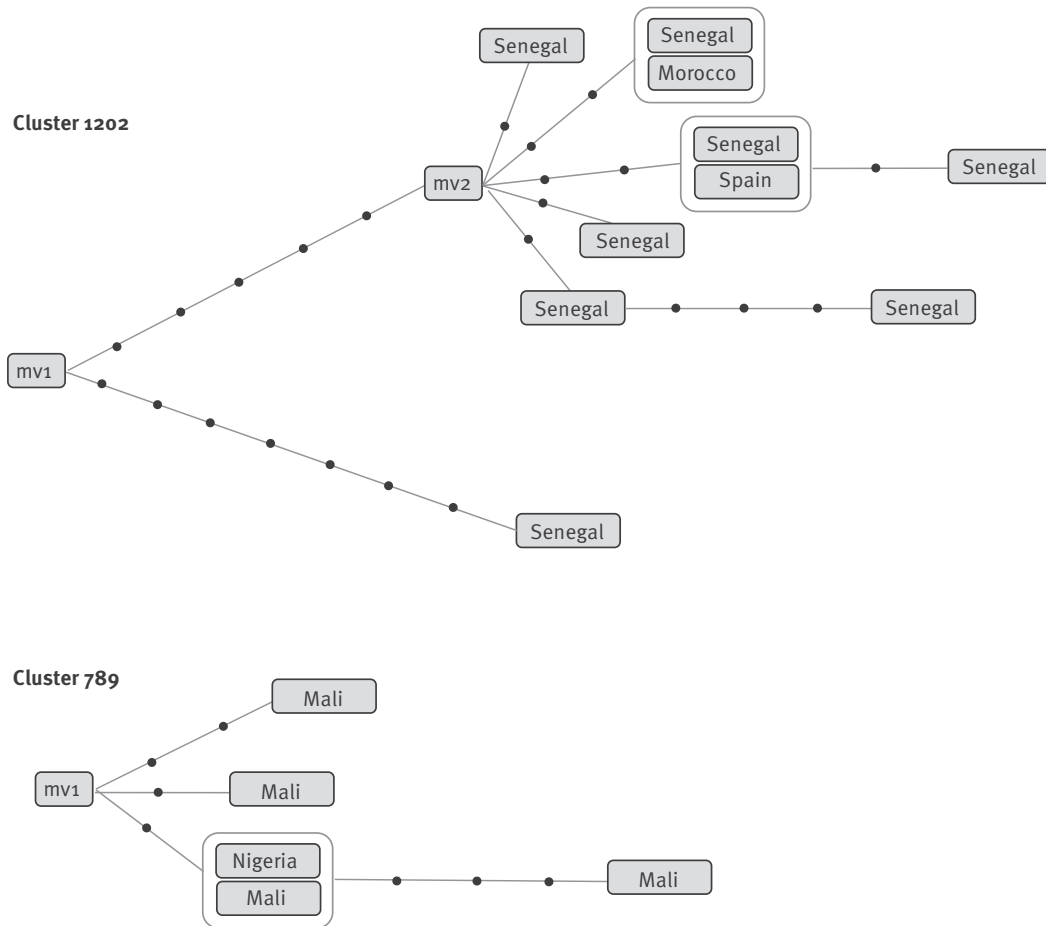 Senegal
Senegal
Morocco
Cluster 1202
Senegal
Spain
Senegal
mv2
Senegal
Senegal
Senegal
mv1
Senegal
Cluster 789
Mali
mv1
Mali
Nigeria
Mali
Mali